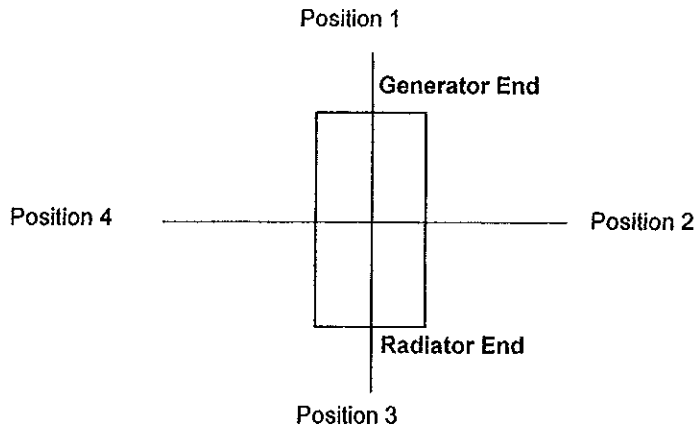 Position 1
Generator End
Position 4
Position 2
Radiator End
Position 3